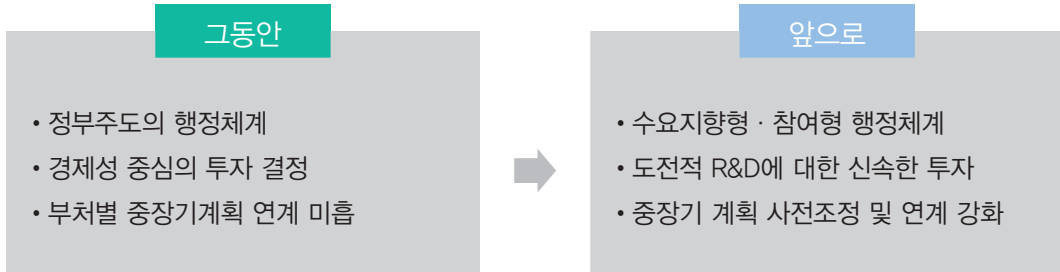 그동안
• 정부주도의 행정체계
• 경제성 중심의 투자 결정
• 부처별 중장기계획 연계 미흡
앞으로
• 수요지향형 · 참여형 행정체계
• 도전적 R&D에 대한 신속한 투자
• 중장기 계획 사전조정 및 연계 강화